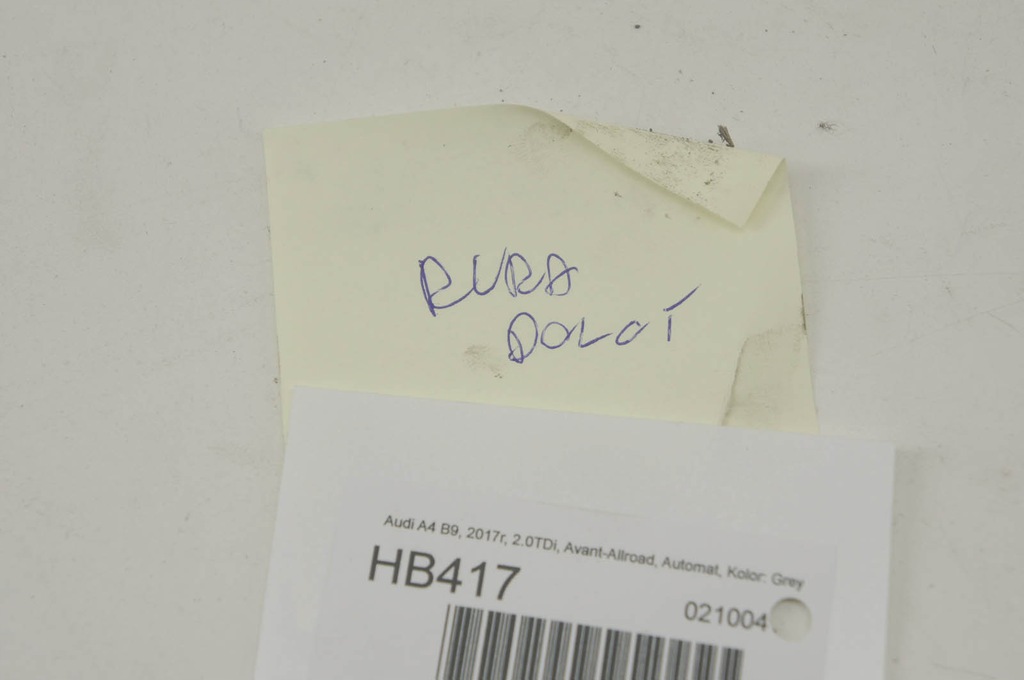 RURA
DOLOT
Audi A4 B9, 2017r, 2.0TDi, Avant-Allroad, Automat, Kolor: Grey
HB417
021004